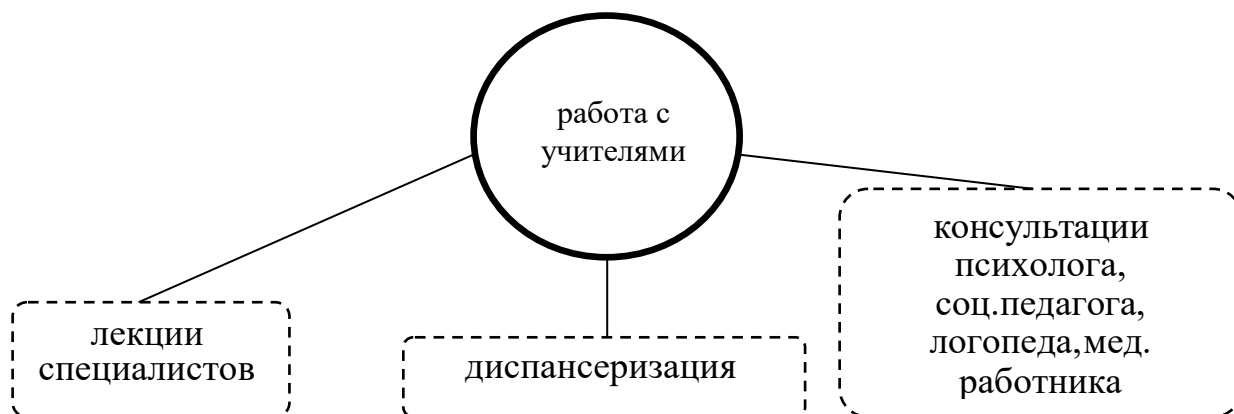 работа с
учителями
лекции
специалистов
диспансеризация
консультации
психолога,
соц.педагога,
логопеда,мед.
работника